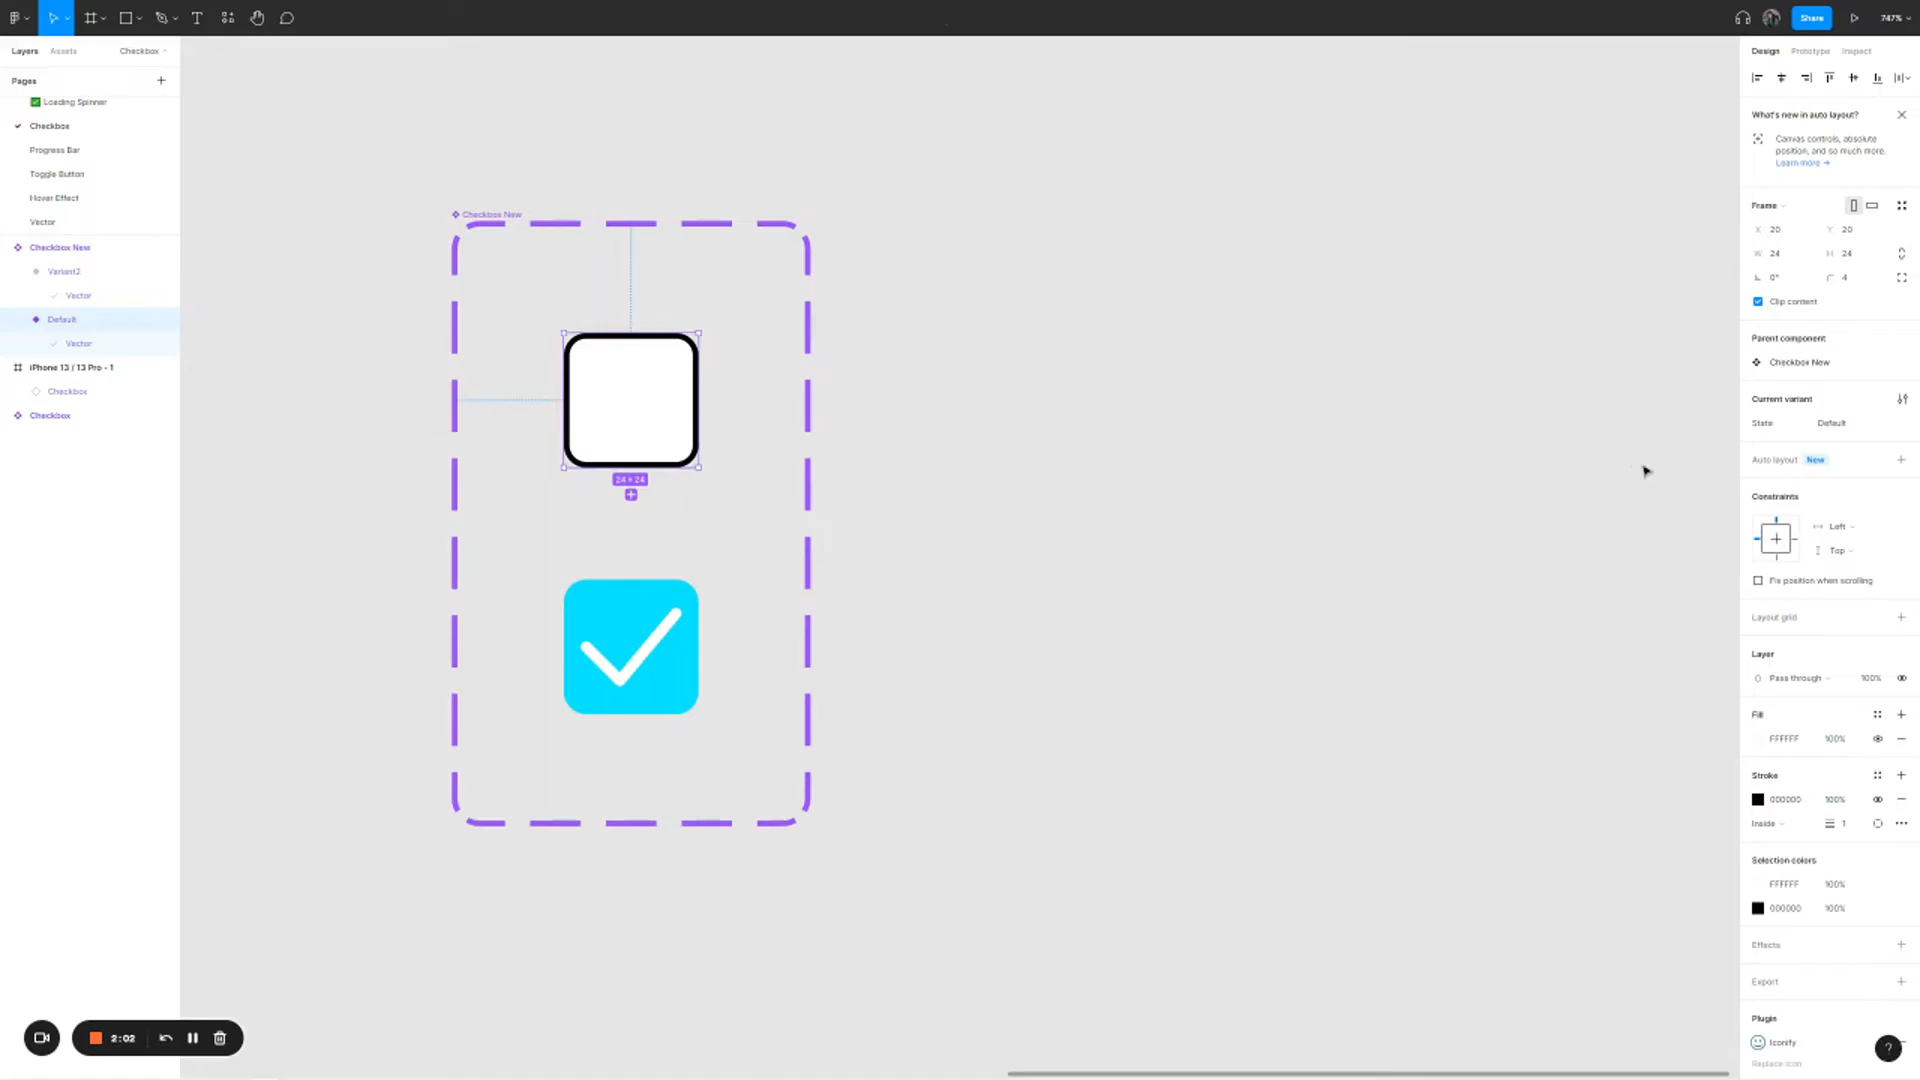 Share
747%
Layers Assets Checkbox
Pages
Loading Spinner
Checkbox
Progress Bar
Toggle Button
Hover Effect
Vector
Checkbox New
Variant2
Vector
Default
Vector
iPhone 13 / 13 Pro - 1
Checkbox
Checkbox
Checkbox New
24 × 24
2:02
Design Prototype Inspect
What's new in auto layout?
Canvas controls, absolute
position, and so much more.
Learn more →
Frame
X 20 Y 20
W 24 H 24
0° 4
Clip content
Parent component
Checkbox New
Current variant
State Default
Auto layout New
Constraints
Left
Top
Fix position when scrolling
Layout grid
Layer
Pass through 100%
Fill
FFFFFF 100%
Stroke
000000 100%
Inside 1
Selection colors
FFFFFF 100%
000000 100%
Effects
Export
Plugin
Iconify
Replace icon
?